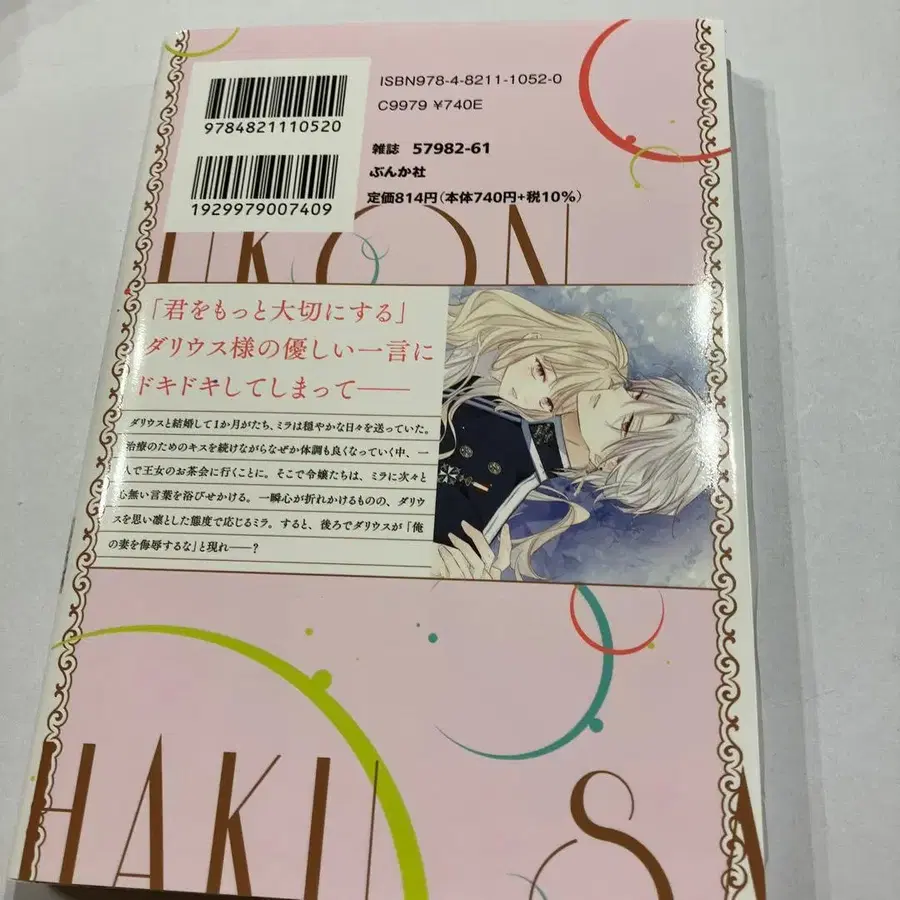 ISBN978-4-8211-1052-0
C9979 ¥740E
9784821110520
雑誌 57982-61
ぶんか社
1929979007409
定価814円(本体740円+税10%)
UKON
「君をもっと大切にする」
ダリウス様の優しい一言に
ドキドキしてしまって──
ダリウスと結婚して1か月がたち、ミラは穏やかな日々を送っていた。
治療のためのキスを続けながらなぜか体調も良くなっていく中、一
人で王女のお茶会に行くことに。そこで令嬢たちは、ミラに次々と
心無い言葉を浴びせかける。一瞬心が折れかけるものの、ダリウ
スを思い凛とした態度で応じるミラ。すると、後ろでダリウスが「俺
の妻を侮辱するな」と現れ──?
HAKU SA